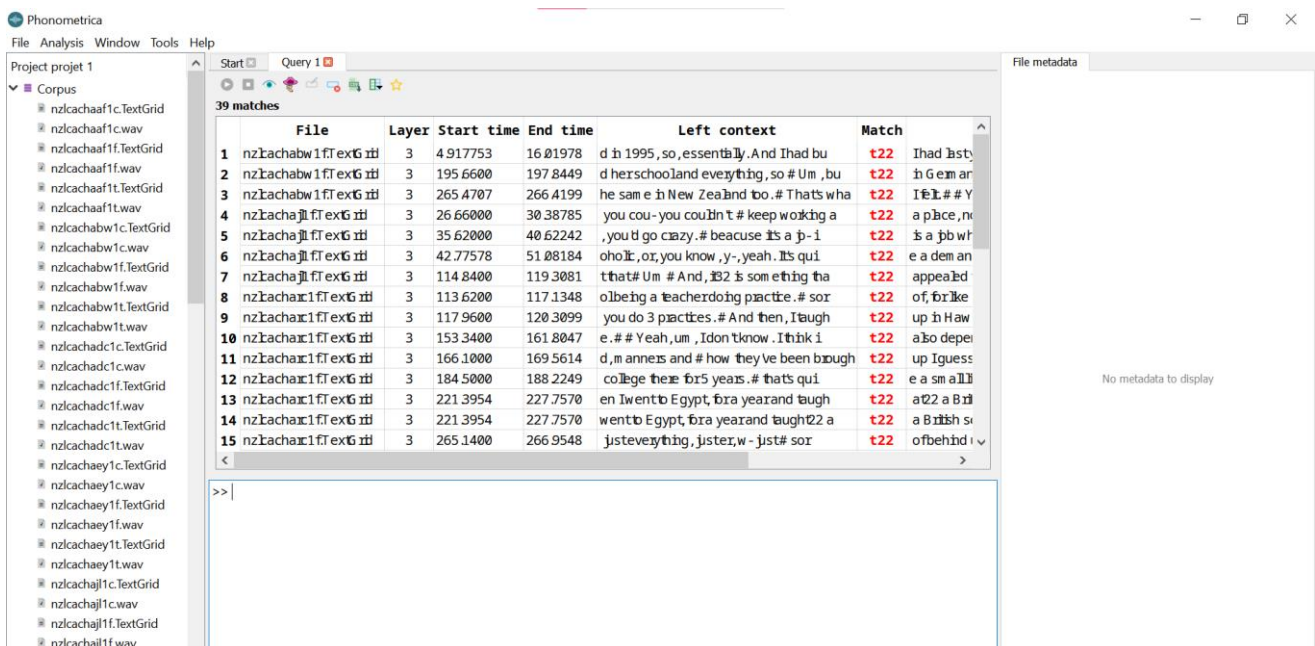 Phonometrica
File Analysis Window Tools Help
Project projet 1
Corpus
nzlcachaaf1c.TextGrid
nzlcachaaf1c.wav
nzlcachaaf1f.TextGrid
nzlcachaaf1f.wav
nzlcachaaf1t.TextGrid
nzlcachaaf1t.wav
nzlcachabw1c.TextGrid
nzlcachabw1c.wav
nzlcachabw1f.TextGrid
nzlcachabw1f.wav
nzlcachabw1t.TextGrid
nzlcachabw1t.wav
nzlcachadc1c.TextGrid
nzlcachadc1c.wav
nzlcachadc1f.TextGrid
nzlcachadc1f.wav
nzlcachadc1t.TextGrid
nzlcachadc1t.wav
nzlcachaey1c.TextGrid
nzlcachaey1c.wav
nzlcachaey1f.TextGrid
nzlcachaey1f.wav
nzlcachaey1t.TextGrid
nzlcachaey1t.wav
nzlcachajl1c.TextGrid
nzlcachajl1c.wav
nzlcachajl1f.TextGrid
nzlcachajl1f.wav
Start Query 1
39 matches
File Layer Start time End time Left context Match
1 nzlcachabw1f.TextGrid 3 4.917753 16.01978 d in 1995, so, essentially. And I had bu t22 I had lasty
2 nzlcachabw1f.TextGrid 3 195.6600 197.8449 d her school and everything, so # Um, bu t22 in German
3 nzlcachabw1f.TextGrid 3 265.4707 266.4199 he same in New Zealand too. # That's wha t22 I felt. # # Y
4 nzlcachajl1f.TextGrid 3 26.66000 30.38785 you cou- you couldn't # keep working a t22 a place, no
5 nzlcachajl1f.TextGrid 3 35.62000 40.62242 , you'd go crazy. # beacuse it's a jo- i t22 is a job wh
6 nzlcachajl1f.TextGrid 3 42.77578 51.08184 oholic, or, you know, y-, yeah. It's qui t22 e a deman
7 nzlcachajl1f.TextGrid 3 114.8400 119.3081 t that # Um # And, it32 is something tha t22 appealed
8 nzlcacharc1f.TextGrid 3 113.6200 117.1348 ol being a teacher doing practice. # sor t22 of, for like
9 nzlcacharc1f.TextGrid 3 117.9600 120.3099 you do 3 practices. # And then, I taugh t22 up in Haw
10 nzlcacharc1f.TextGrid 3 153.3400 161.8047 e. # # Yeah, um, I don't know. I think i t22 also depe
11 nzlcacharc1f.TextGrid 3 166.1000 169.5614 d, manners and # how they've been brough t22 up I guess
12 nzlcacharc1f.TextGrid 3 184.5000 188.2249 college there for 5 years. # that's qui t22 e a small
13 nzlcacharc1f.TextGrid 3 221.3954 227.7570 en I went to Egypt, for a year and taugh t22 at22 a Brit
14 nzlcacharc1f.TextGrid 3 221.3954 227.7570 went to Egypt, for a year and taught22 a t22 a British s
15 nzlcacharc1f.TextGrid 3 265.1400 266.9548 just everything, just er, w- just # sor t22 of behind
>>
File metadata
No metadata to display